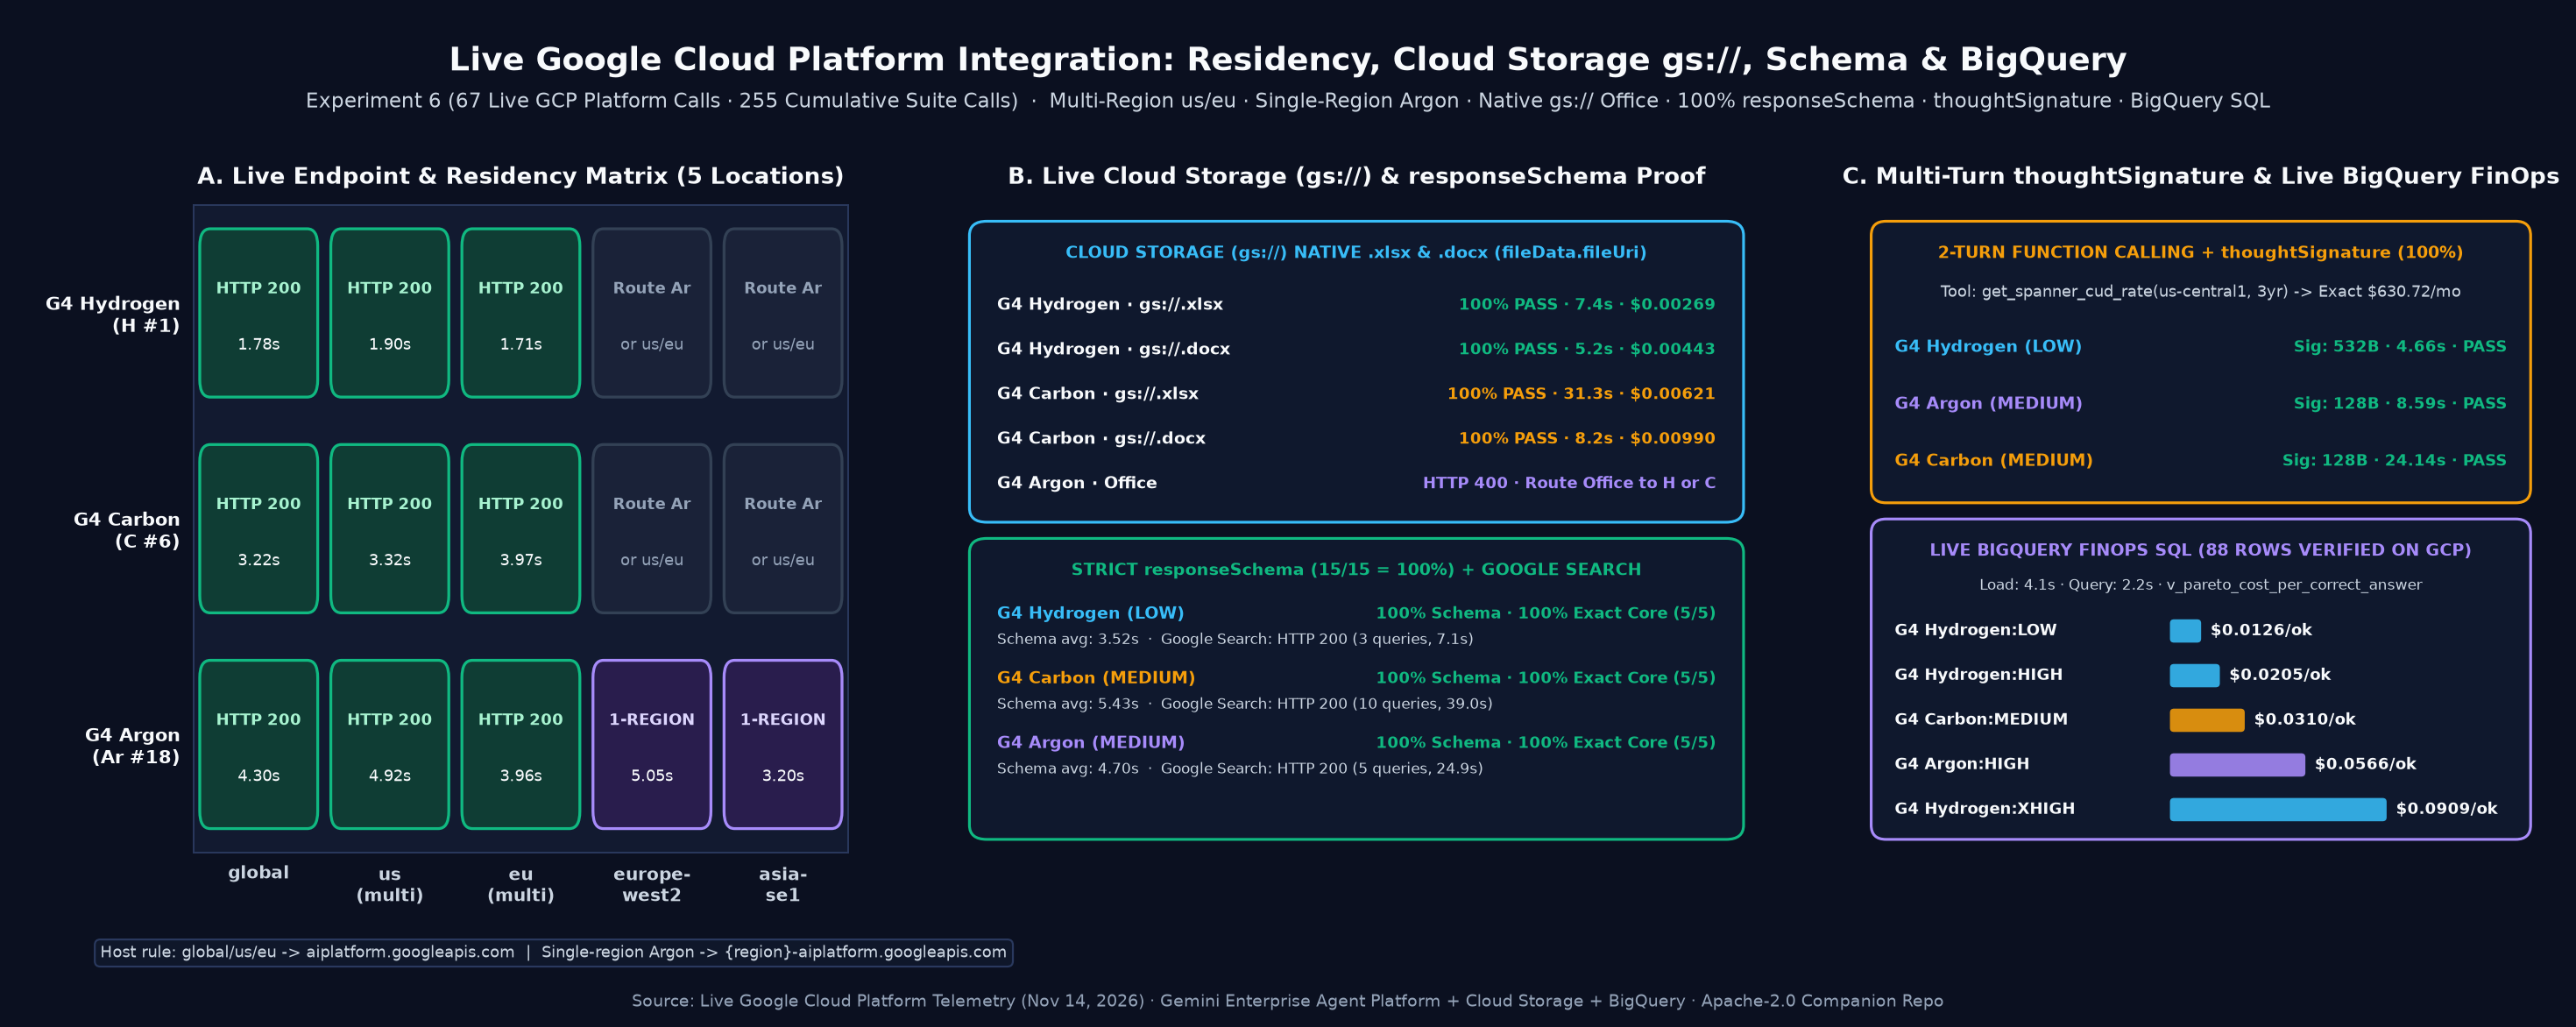 Live Google Cloud Platform Integration: Residency, Cloud Storage gs://, Schema & BigQuery
Experiment 6 (67 Live GCP Platform Calls · 255 Cumulative Suite Calls)  ·  Multi-Region us/eu · Single-Region Argon · Native gs:// Office · 100% responseSchema · thoughtSignature · BigQuery SQL
A. Live Endpoint & Residency Matrix (5 Locations)
G4 Hydrogen
(H #1)
HTTP 200
1.78s
HTTP 200
1.90s
HTTP 200
1.71s
Route Ar
or us/eu
Route Ar
or us/eu
G4 Carbon
(C #6)
HTTP 200
3.22s
HTTP 200
3.32s
HTTP 200
3.97s
Route Ar
or us/eu
Route Ar
or us/eu
G4 Argon
(Ar #18)
HTTP 200
4.30s
HTTP 200
4.92s
HTTP 200
3.96s
1-REGION
5.05s
1-REGION
3.20s
global
us
(multi)
eu
(multi)
europe-
west2
asia-
se1
Host rule: global/us/eu -> aiplatform.googleapis.com  |  Single-region Argon -> {region}-aiplatform.googleapis.com
B. Live Cloud Storage (gs://) & responseSchema Proof
CLOUD STORAGE (gs://) NATIVE .xlsx & .docx (fileData.fileUri)
G4 Hydrogen · gs://.xlsx 100% PASS · 7.4s · $0.00269
G4 Hydrogen · gs://.docx 100% PASS · 5.2s · $0.00443
G4 Carbon · gs://.xlsx 100% PASS · 31.3s · $0.00621
G4 Carbon · gs://.docx 100% PASS · 8.2s · $0.00990
G4 Argon · Office HTTP 400 · Route Office to H or C
STRICT responseSchema (15/15 = 100%) + GOOGLE SEARCH
G4 Hydrogen (LOW) 100% Schema · 100% Exact Core (5/5)
Schema avg: 3.52s  ·  Google Search: HTTP 200 (3 queries, 7.1s)
G4 Carbon (MEDIUM) 100% Schema · 100% Exact Core (5/5)
Schema avg: 5.43s  ·  Google Search: HTTP 200 (10 queries, 39.0s)
G4 Argon (MEDIUM) 100% Schema · 100% Exact Core (5/5)
Schema avg: 4.70s  ·  Google Search: HTTP 200 (5 queries, 24.9s)
C. Multi-Turn thoughtSignature & Live BigQuery FinOps
2-TURN FUNCTION CALLING + thoughtSignature (100%)
Tool: get_spanner_cud_rate(us-central1, 3yr) -> Exact $630.72/mo
G4 Hydrogen (LOW) Sig: 532B · 4.66s · PASS
G4 Argon (MEDIUM) Sig: 128B · 8.59s · PASS
G4 Carbon (MEDIUM) Sig: 128B · 24.14s · PASS
LIVE BIGQUERY FINOPS SQL (88 ROWS VERIFIED ON GCP)
Load: 4.1s · Query: 2.2s · v_pareto_cost_per_correct_answer
G4 Hydrogen:LOW $0.0126/ok
G4 Hydrogen:HIGH $0.0205/ok
G4 Carbon:MEDIUM $0.0310/ok
G4 Argon:HIGH $0.0566/ok
G4 Hydrogen:XHIGH $0.0909/ok
Source: Live Google Cloud Platform Telemetry (Nov 14, 2026) · Gemini Enterprise Agent Platform + Cloud Storage + BigQuery · Apache-2.0 Companion Repo